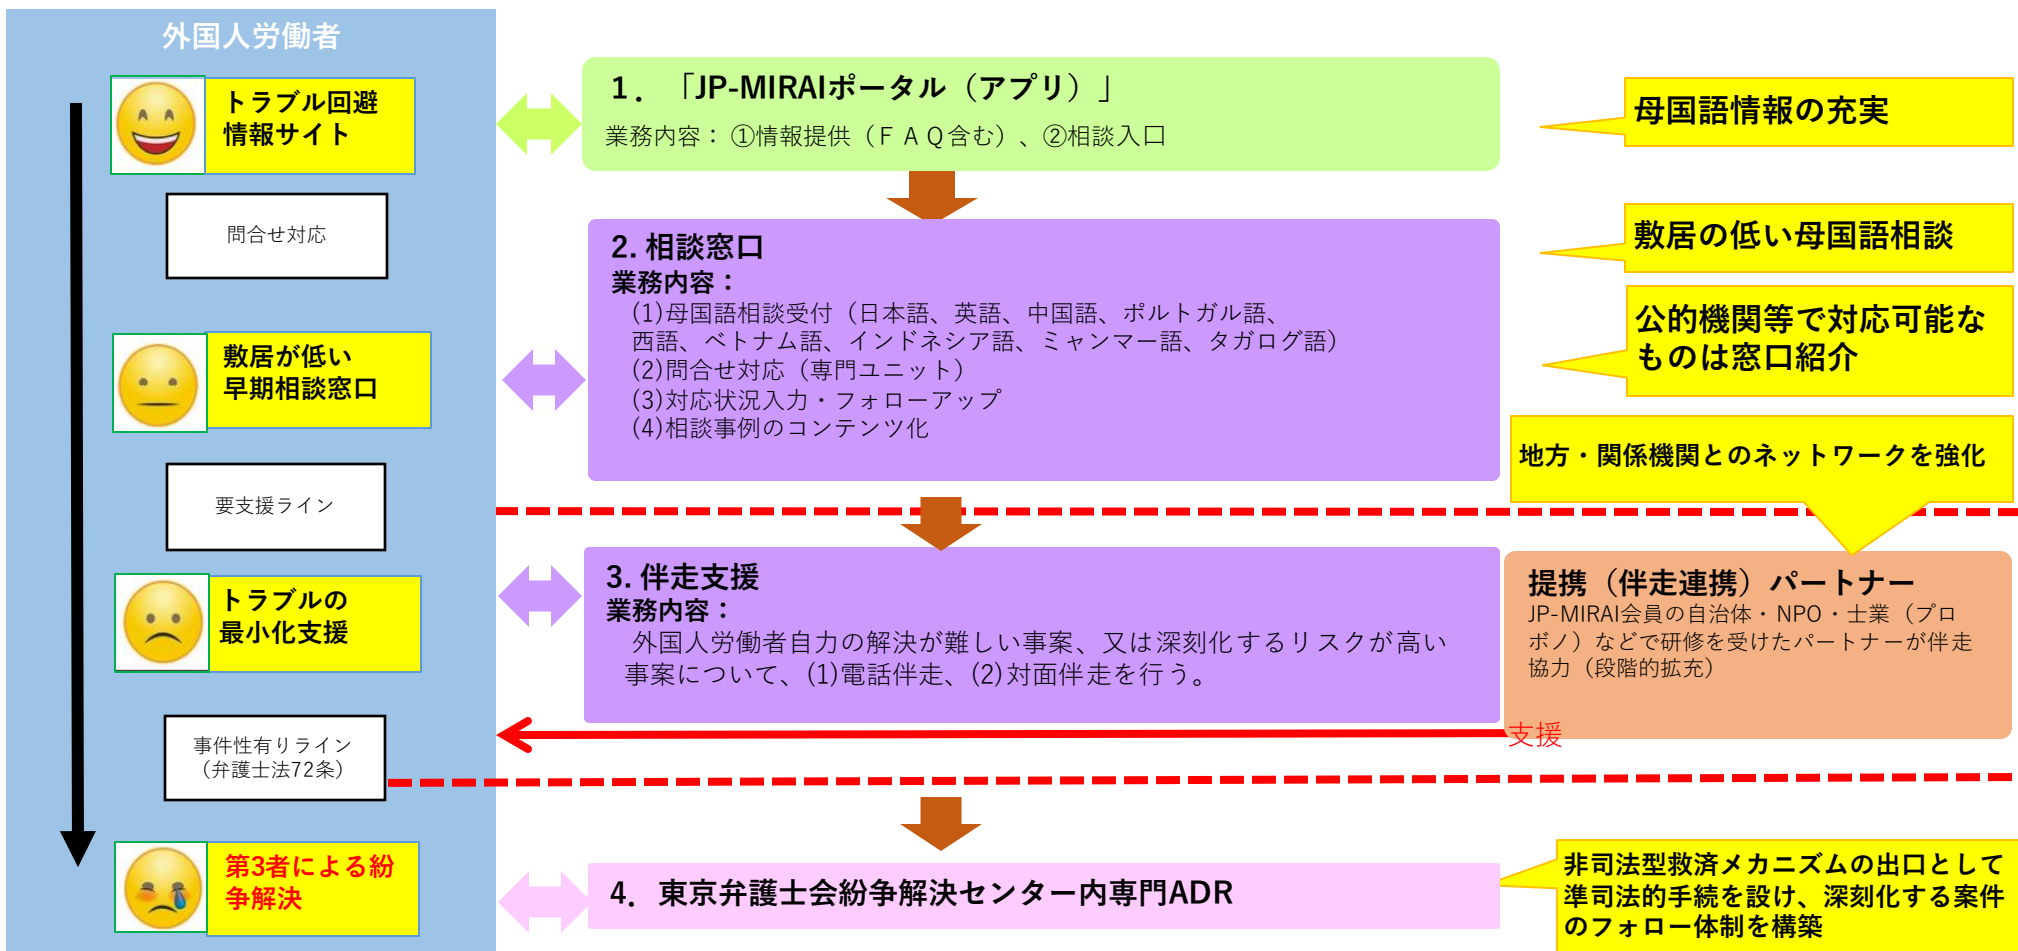 外国人労働者
トラブル回避
情報サイト
問合せ対応
敷居が低い
早期相談窓口
要支援ライン
トラブルの
最小化支援
事件性有りライン
（弁護士法72条）
第3者による紛
争解決
1．「JP-MIRAIポータル（アプリ）」
業務内容： ①情報提供（ＦＡＱ含む）、②相談入口
2. 相談窓口
業務内容：
(1)母国語相談受付（日本語、英語、中国語、ポルトガル語、
西語、ベトナム語、インドネシア語、ミャンマー語、タガログ語）
(2)問合せ対応（専門ユニット）
(3)対応状況入力・フォローアップ
(4)相談事例のコンテンツ化
3. 伴走支援
業務内容：
外国人労働者自力の解決が難しい事案、又は深刻化するリスクが高い
事案について、(1)電話伴走、(2)対面伴走を行う。
4．東京弁護士会紛争解決センター内専門ADR
母国語情報の充実
敷居の低い母国語相談
公的機関等で対応可能な
ものは窓口紹介
地方・関係機関とのネットワークを強化
提携（伴走連携）パートナー
JP-MIRAI会員の自治体・NPO・士業（プロ
ボノ）などで研修を受けたパートナーが伴走
協力（段階的拡充）
支援
非司法型救済メカニズムの出口として
準司法的手続を設け、深刻化する案件
のフォロー体制を構築